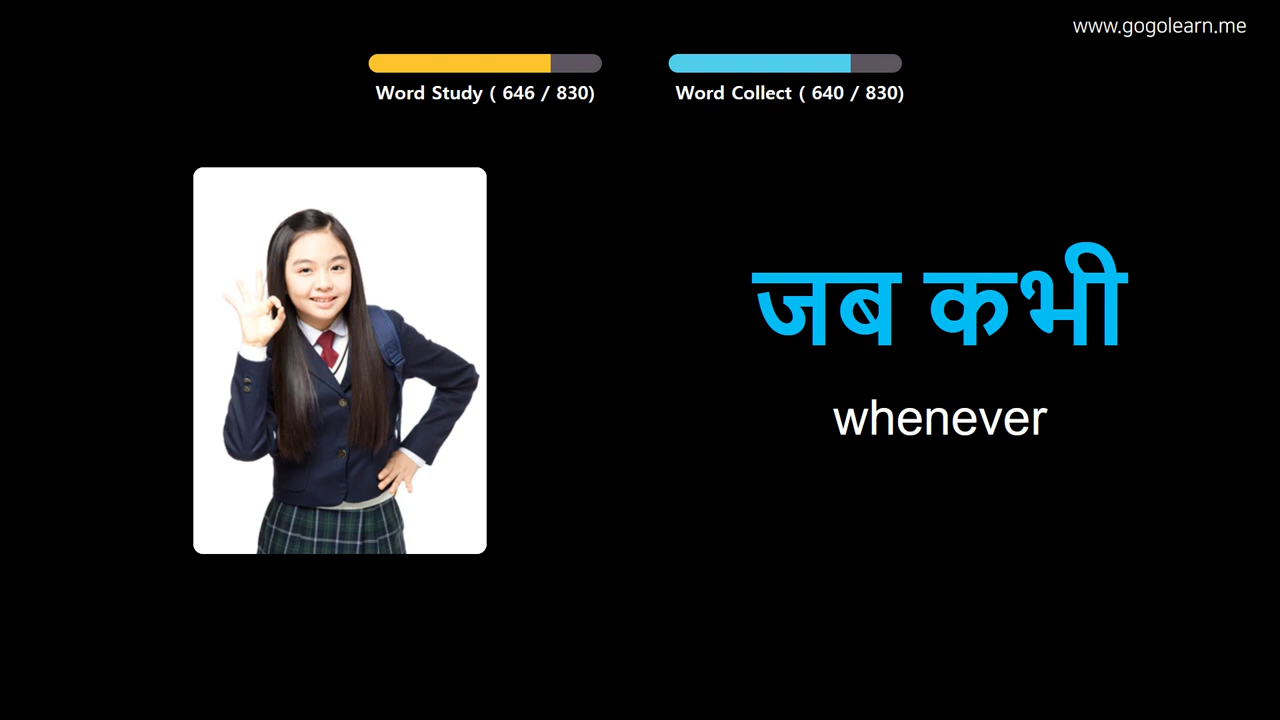 www.gogolearn.me
Word Study ( 646 / 830)
Word Collect ( 640 / 830)
जब कभी
whenever